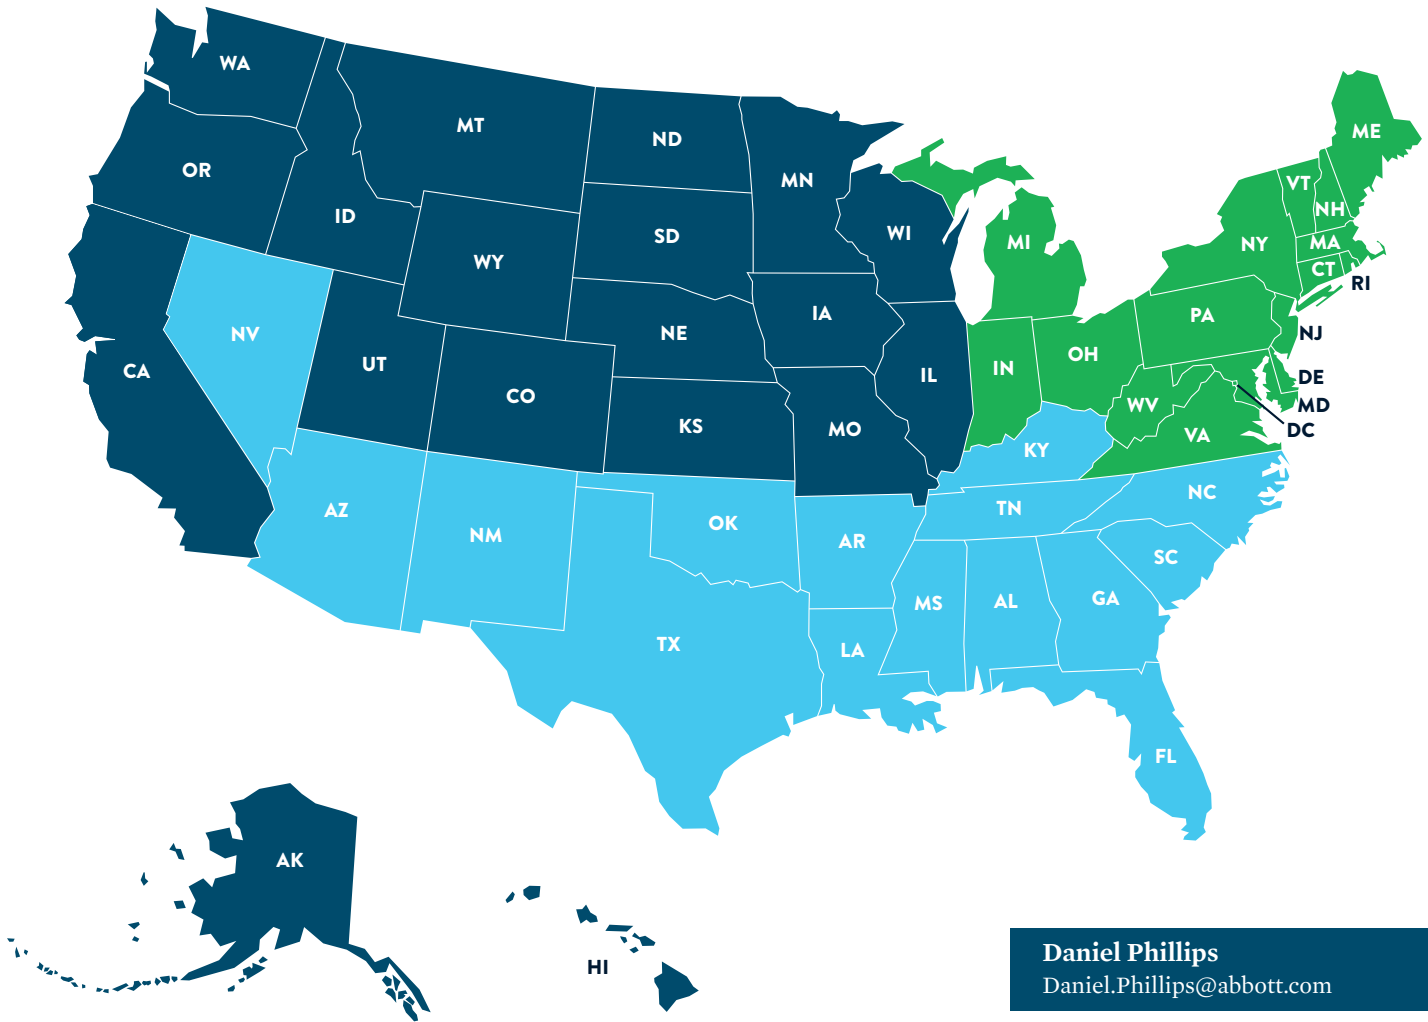 WA
MT
ND
MN
OR
ID
WY
SD
WI
MI
ME
VT
NH
NY
MA
CT
RI
NV
CA
UT
CO
NE
IA
IL
IN
OH
PA
NJ
DE
MD
DC
KS
MO
WV
VA
KY
AZ
NM
OK
AR
TN
NC
SC
TX
LA
MS
AL
GA
FL
AK
HI
Daniel Phillips
Daniel.Phillips@abbott.com